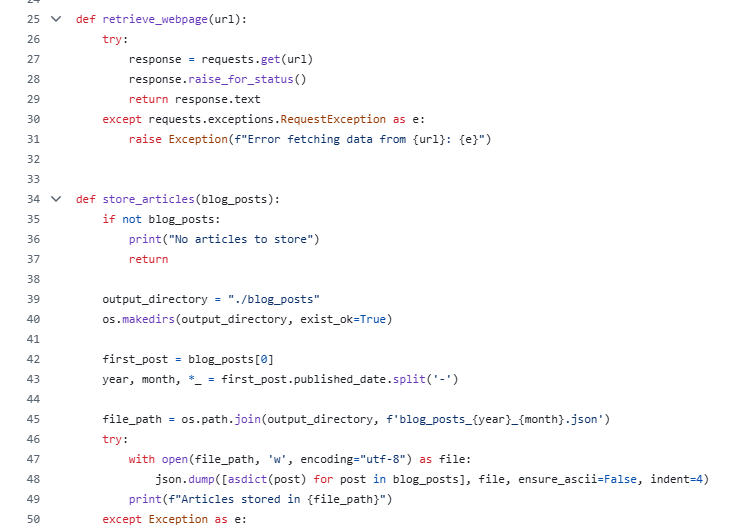 25 def retrieve_webpage(url):
26 try:
27 response = requests.get(url)
28 response.raise_for_status()
29 return response.text
30 except requests.exceptions.RequestException as e:
31 raise Exception(f"Error fetching data from {url}: {e}")
32
33
34 def store_articles(blog_posts):
35 if not blog_posts:
36 print("No articles to store")
37 return
38
39 output_directory = "./blog_posts"
40 os.makedirs(output_directory, exist_ok=True)
41
42 first_post = blog_posts[0]
43 year, month, *_ = first_post.published_date.split('-')
44
45 file_path = os.path.join(output_directory, f'blog_posts_{year}_{month}.json')
46 try:
47 with open(file_path, 'w', encoding="utf-8") as file:
48 json.dump([asdict(post) for post in blog_posts], file, ensure_ascii=False, indent=4)
49 print(f"Articles stored in {file_path}")
50 except Exception as e: